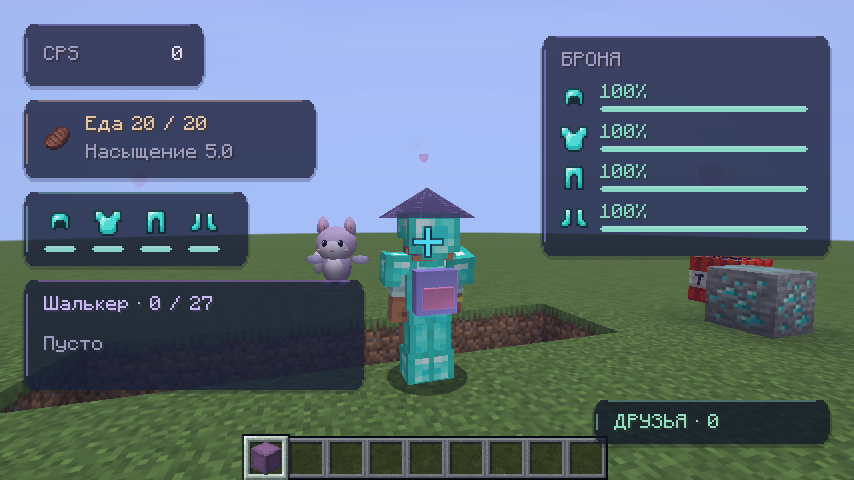 CPS 0
Еда 20 / 20
Насыщение 5.0
Шалькер · 0 / 27
Пусто
БРОНЯ
100%
100%
100%
100%
T
ДРУЗЬЯ · 0